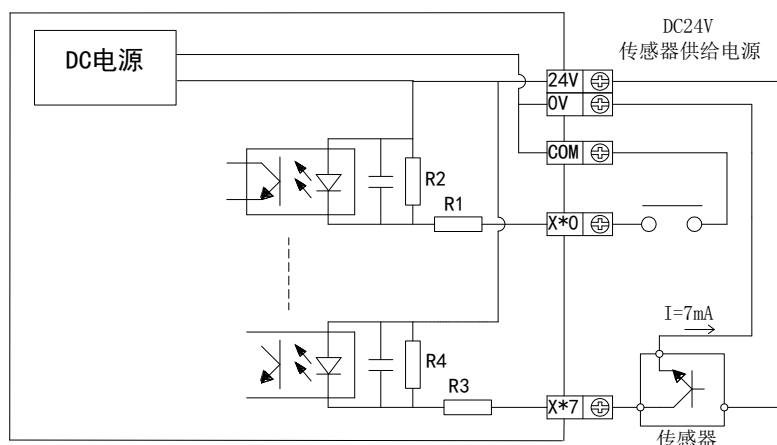 DC24V
传感器供给电源
DC电源
24V
0V
COM
R2
R1
X*0
I=7mA
R4
R3
X*7
传感器